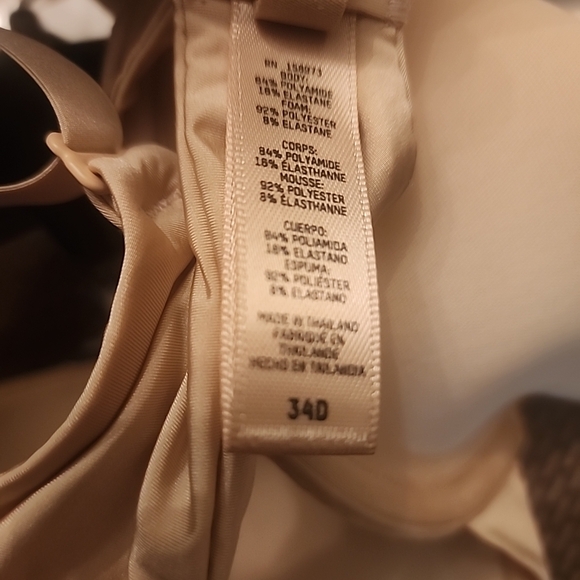 RN 158073
BODY:
84% POLYAMIDE
16% ELASTANE
FOAM:
92% POLYESTER
8% ELASTANE
CORPS:
84% POLYAMIDE
16% ÉLASTHANNE
MOUSSE:
92% POLYESTER
8% ÉLASTHANNE
CUERPO:
84% POLIAMIDA
16% ELASTANO
ESPUMA:
92% POLIÉSTER
8% ELASTANO
MADE IN THAILAND
FABRIQUÉ EN
THAÏLANDE
HECHO EN TAILANDIA
34D